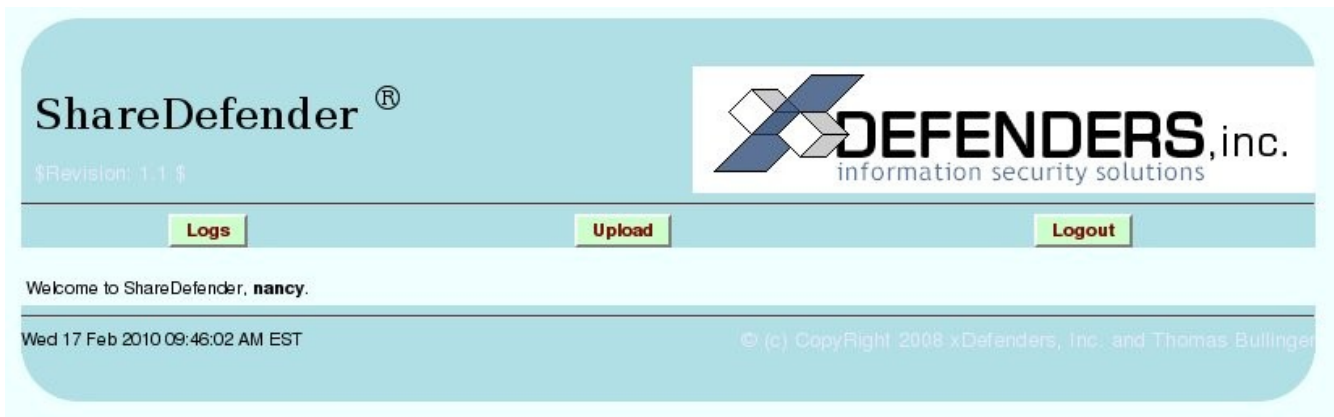 ShareDefender ®
$Revision: 1.1 $
DEFENDERS, inc.
information security solutions
Logs
Upload
Logout
Welcome to ShareDefender, nancy.
Wed 17 Feb 2010 09:46:02 AM EST
© (c) CopyRight 2008 xDefenders, Inc. and Thomas Bullinger